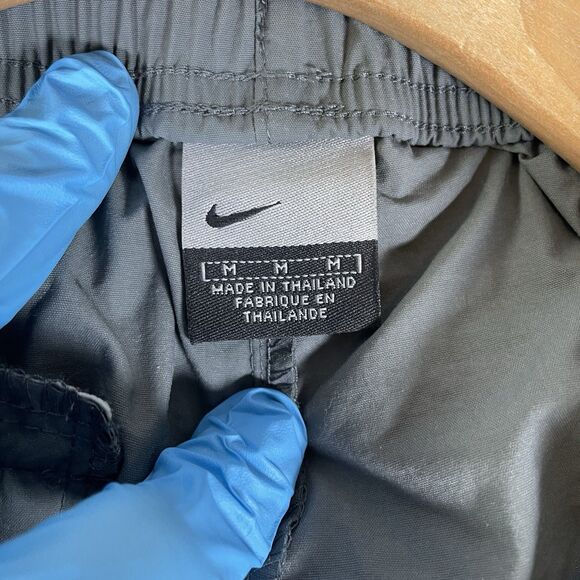 M M M
MADE IN THAILAND
FABRIQUE EN
THAILANDE